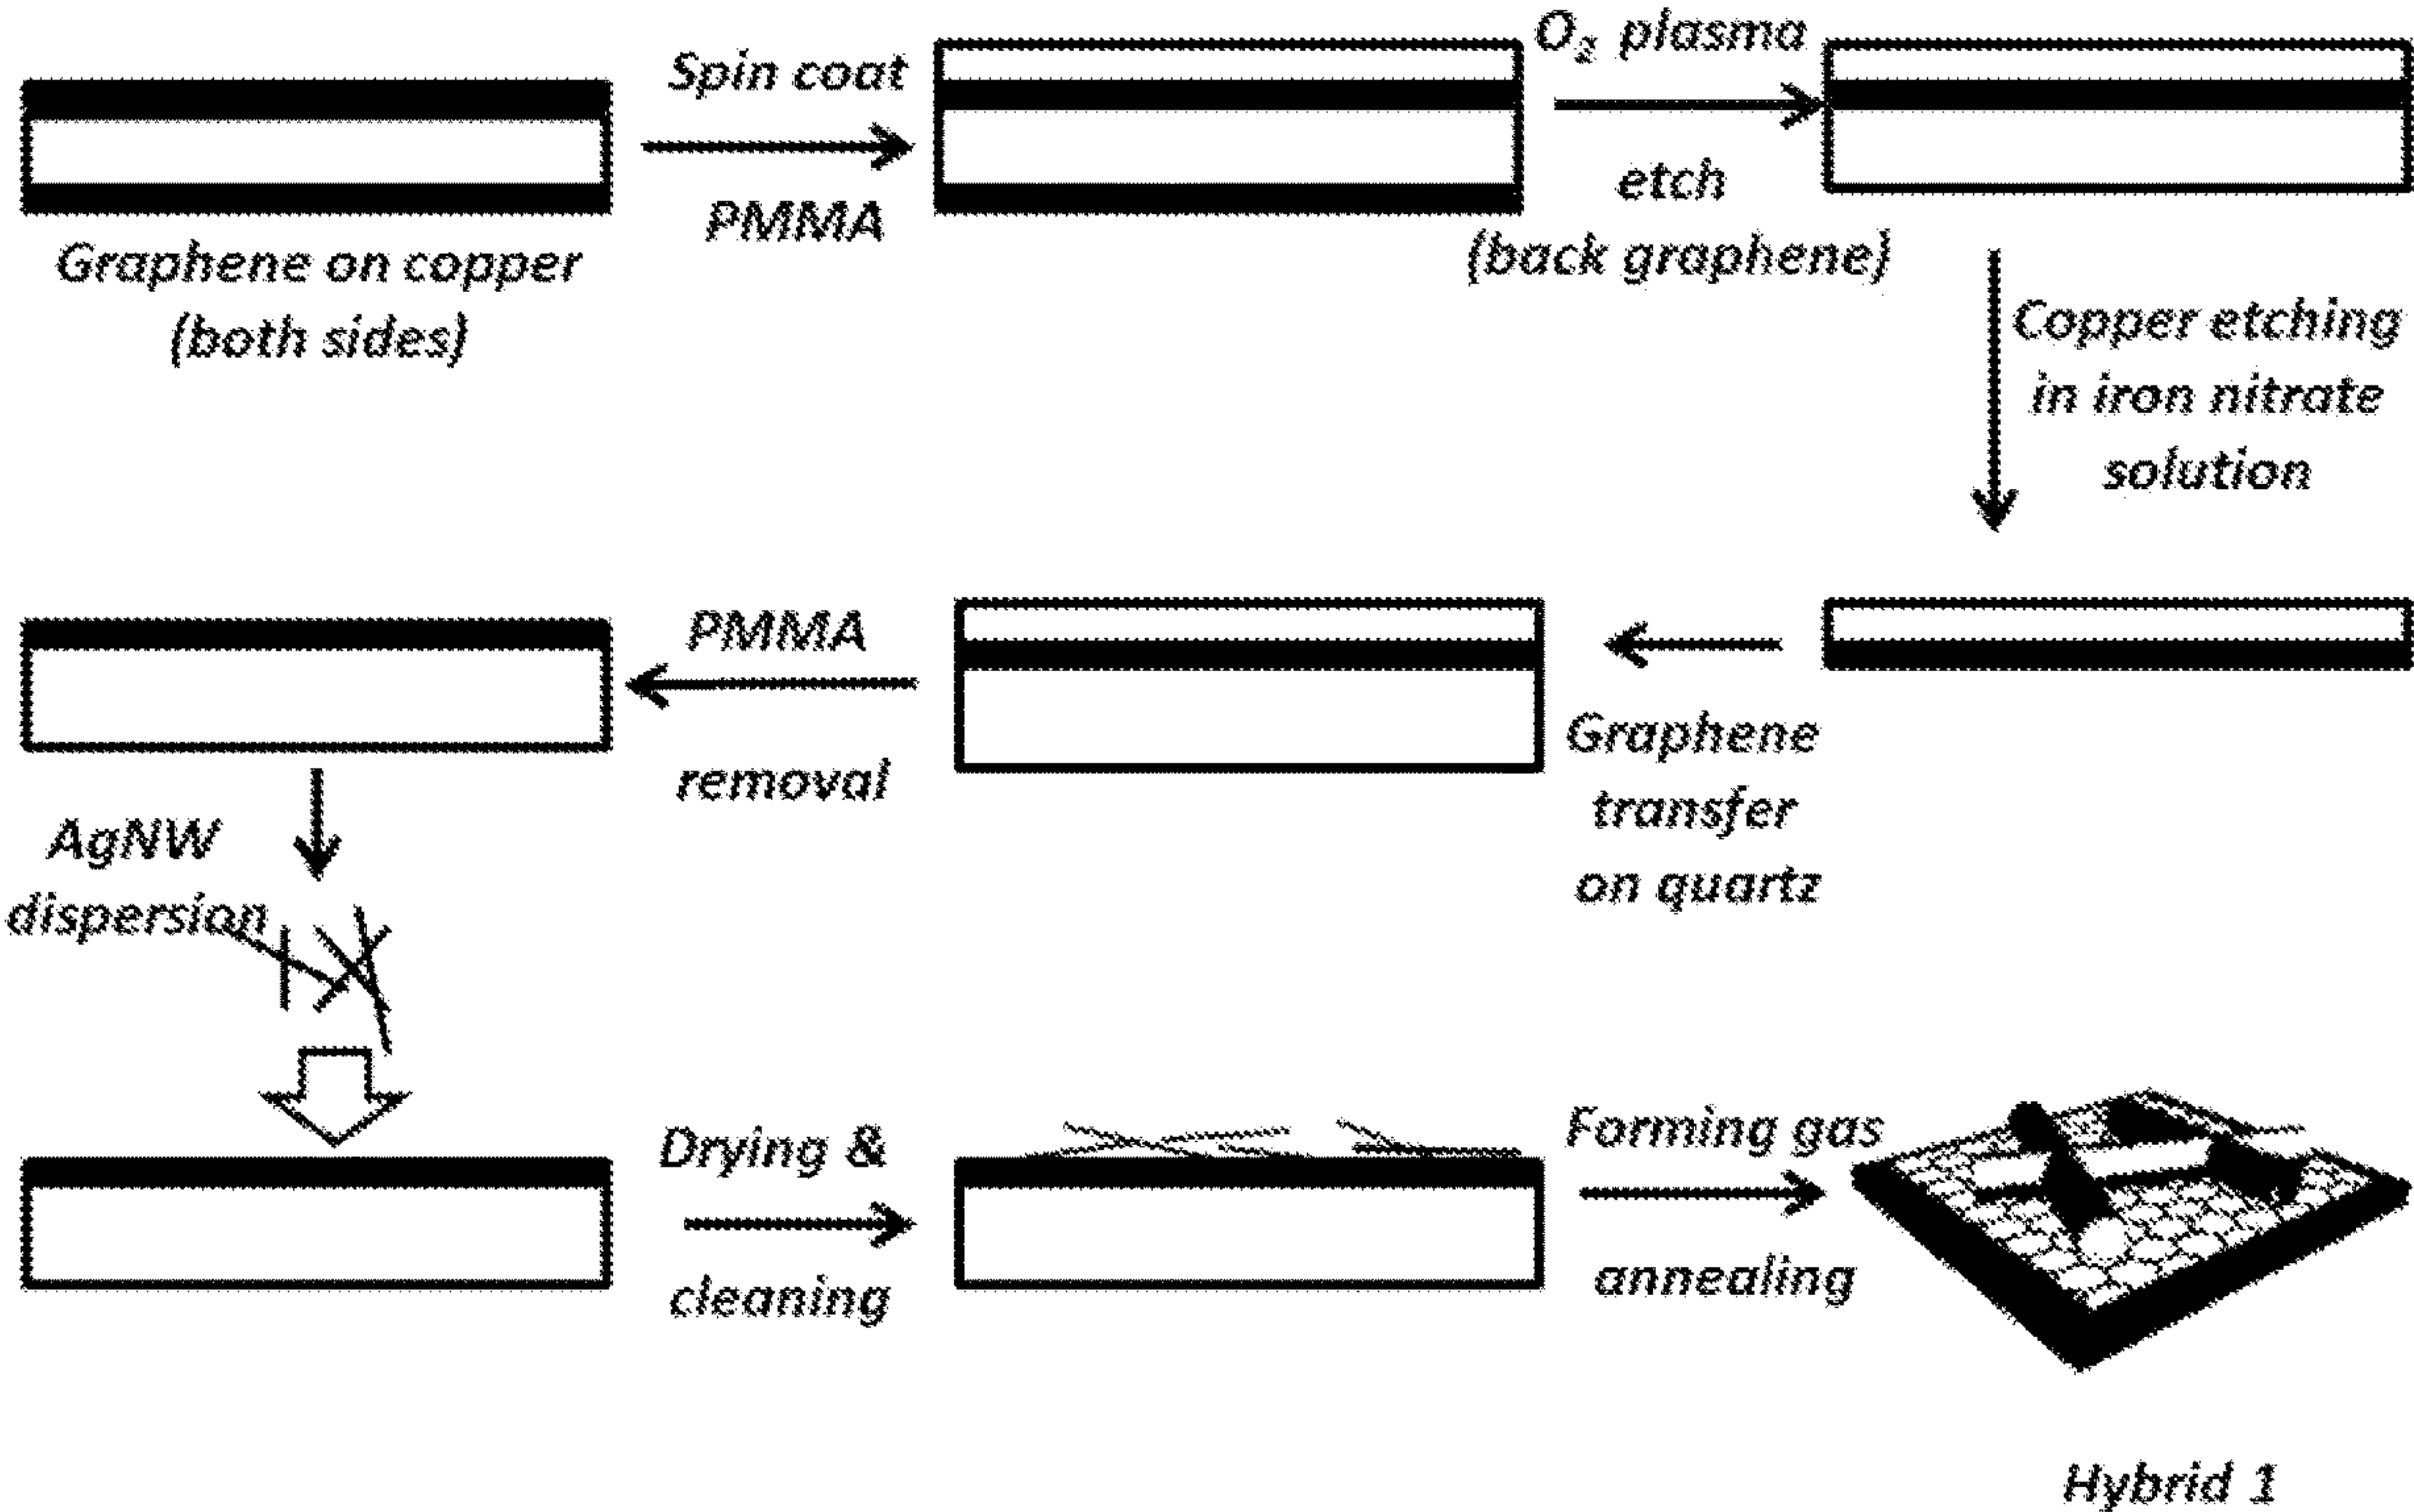 Spin coat
PMMA
O₂ plasma
etch
(back graphene)
Graphene on copper
(both sides)
Copper etching
in iron nitrate
solution
Graphene
transfer
on quartz
PMMA
removal
AgNW
dispersion
Drying &
cleaning
Forming gas
annealing
Hybrid 1